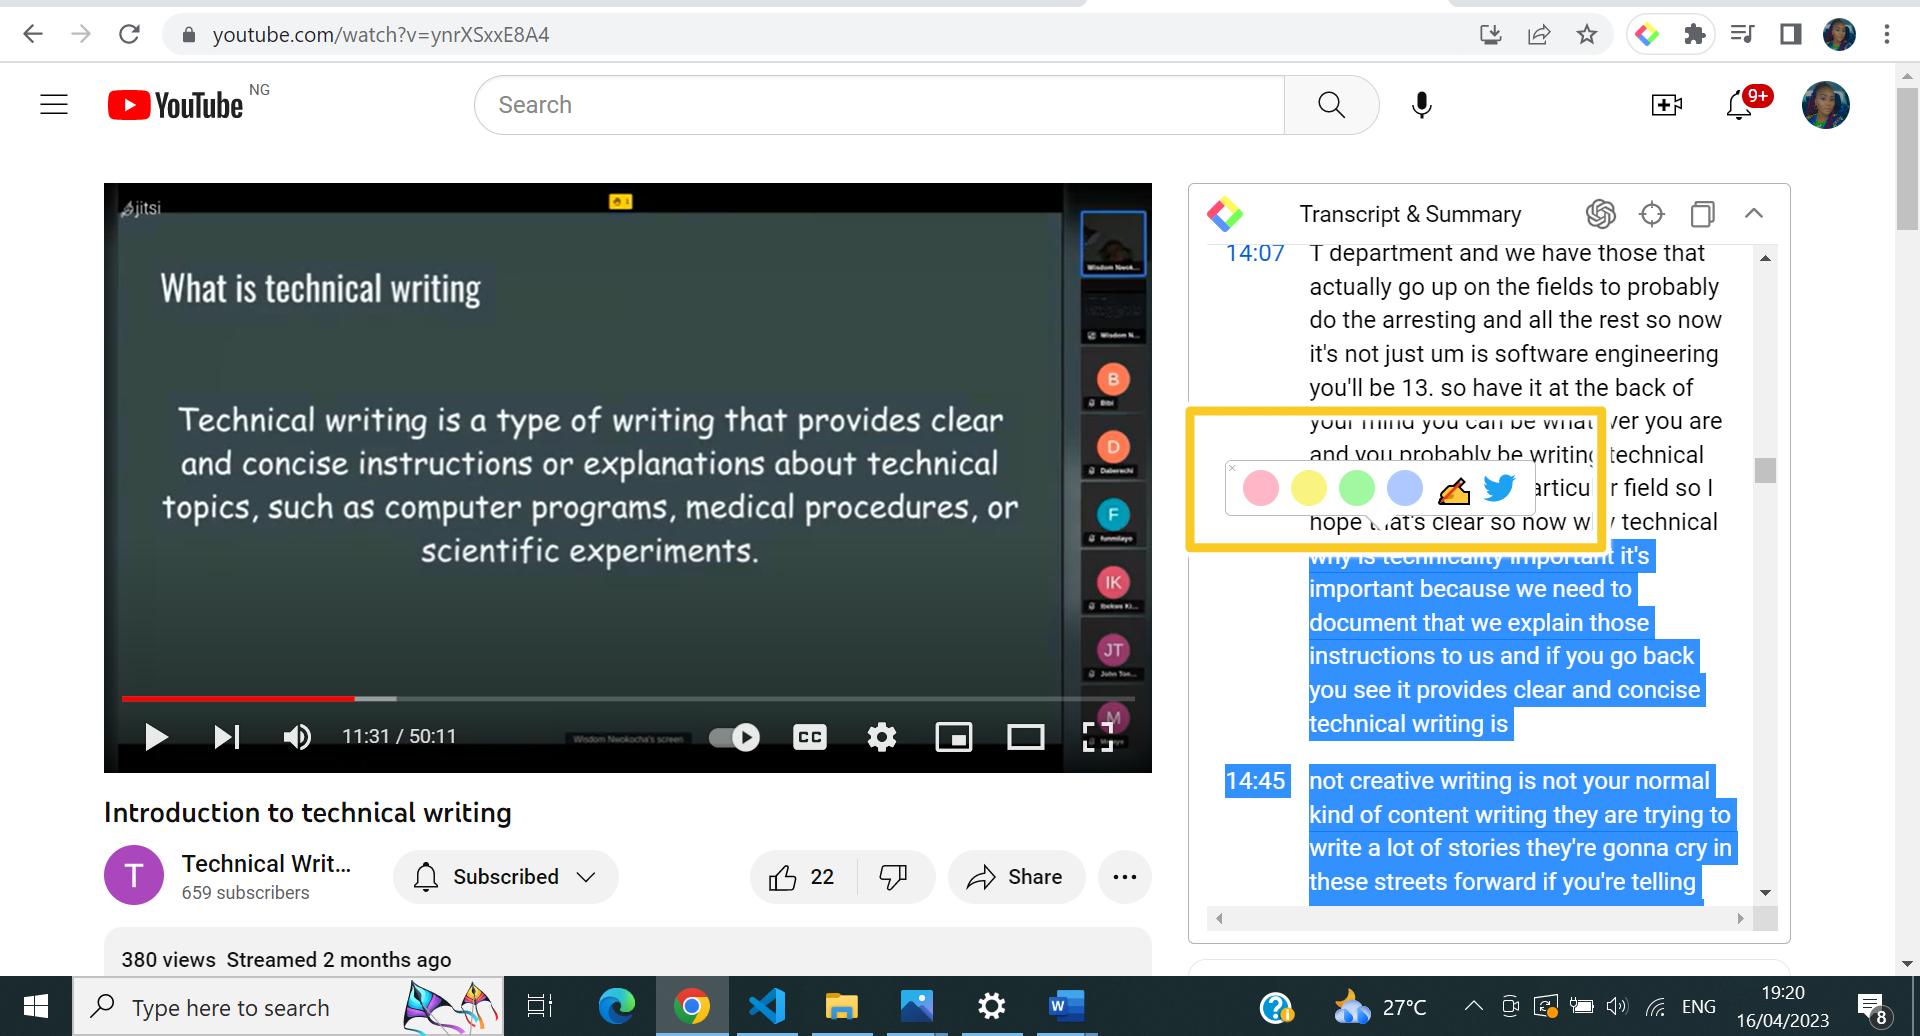 youtube.com/watch?v=ynrXSxxE8A4
YouTube NG
Search
9+
jitsi
1
What is technical writing
Technical writing is a type of writing that provides clear
and concise instructions or explanations about technical
topics, such as computer programs, medical procedures, or
scientific experiments.
Wisdom Nwok...
Wisdom N...
B
Bibi
D
Daberechi
F
funmilayo
IK
Ibekwe Ki...
JT
John Ton...
M
11:31 / 50:11
Wisdom Nwokocha's screen
CC
Introduction to technical writing
T
Technical Writ...
659 subscribers
Subscribed
22
Share
380 views Streamed 2 months ago
Transcript & Summary
14:07 T department and we have those that
actually go up on the fields to probably
do the arresting and all the rest so now
it's not just um is software engineering
you'll be 13. so have it at the back of
your mind you can be what ver you are
and you probably be writing technical
articu r field so I
hope that's clear so now why technical
why is technicality important it's
important because we need to
document that we explain those
instructions to us and if you go back
you see it provides clear and concise
technical writing is
14:45 not creative writing is not your normal
kind of content writing they are trying to
write a lot of stories they're gonna cry in
these streets forward if you're telling
Type here to search
27°C
ENG
19:20
16/04/2023
8